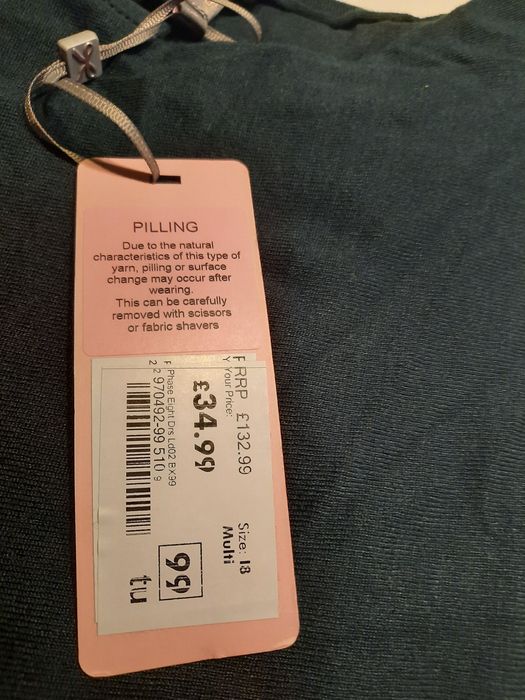 PILLING
Due to the natural
characteristics of this type of
yarn, pilling or surface
change may occur after
wearing.
This can be carefully
removed with scissors
or fabric shavers
RRP £132.99
Your Price:
£34.99
Phase Eight Drs Ld02 BX99
2 970492-99 510 9
Size: 18
Multi
99
tu